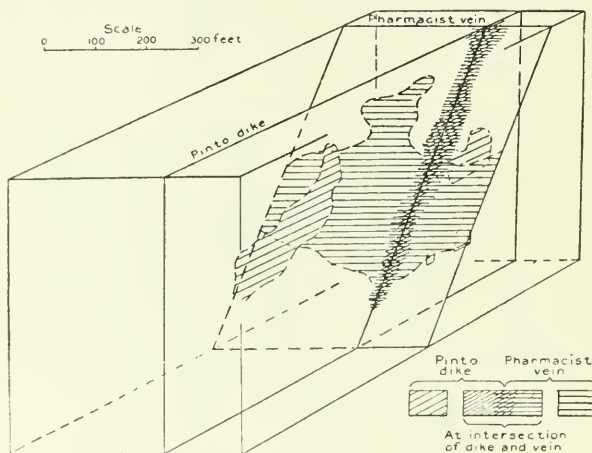 Pharmacist vein
Scale
0 100 200 300 feet
Pinto dike
Pinto dike
Pharmacist vein
At intersection
of dike and vein